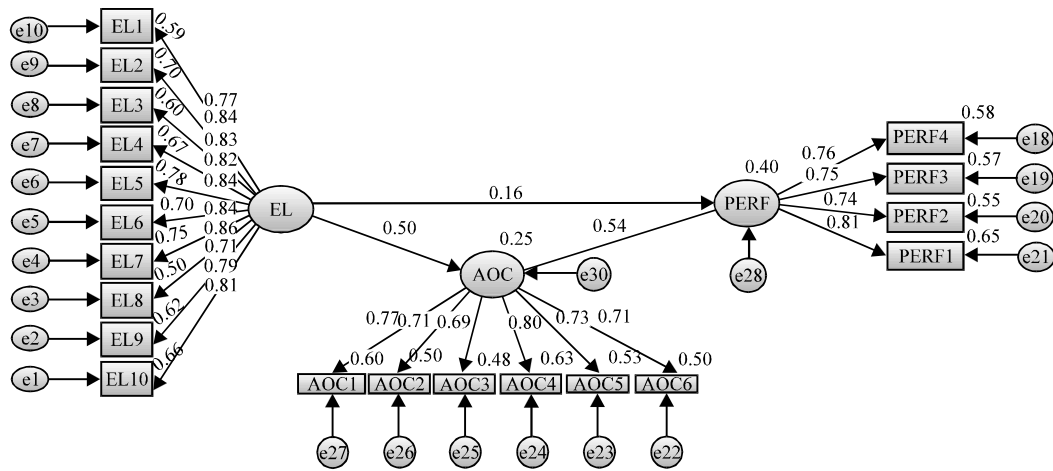 e10 EL1 0.59
e9 EL2 0.70
e8 EL3 0.60
e7 EL4 0.67
e6 EL5 0.78
e5 EL6 0.70
e4 EL7 0.75
e3 EL8 0.50
e2 EL9 0.62
e1 EL10 0.66
0.77
0.84
0.83
0.82
0.84
0.84
0.86
0.71
0.79
0.81
EL
0.16
0.50
0.54
0.25
AOC
e30
0.40
PERF
e28
0.76
0.75
0.74
0.81
0.58
PERF4 e18
0.57
PERF3 e19
0.55
PERF2 e20
0.65
PERF1 e21
0.77 0.71 0.69 0.80 0.73 0.71
0.60 0.50 0.48 0.63 0.53 0.50
AOC1 AOC2 AOC3 AOC4 AOC5 AOC6
e27 e26 e25 e24 e23 e22